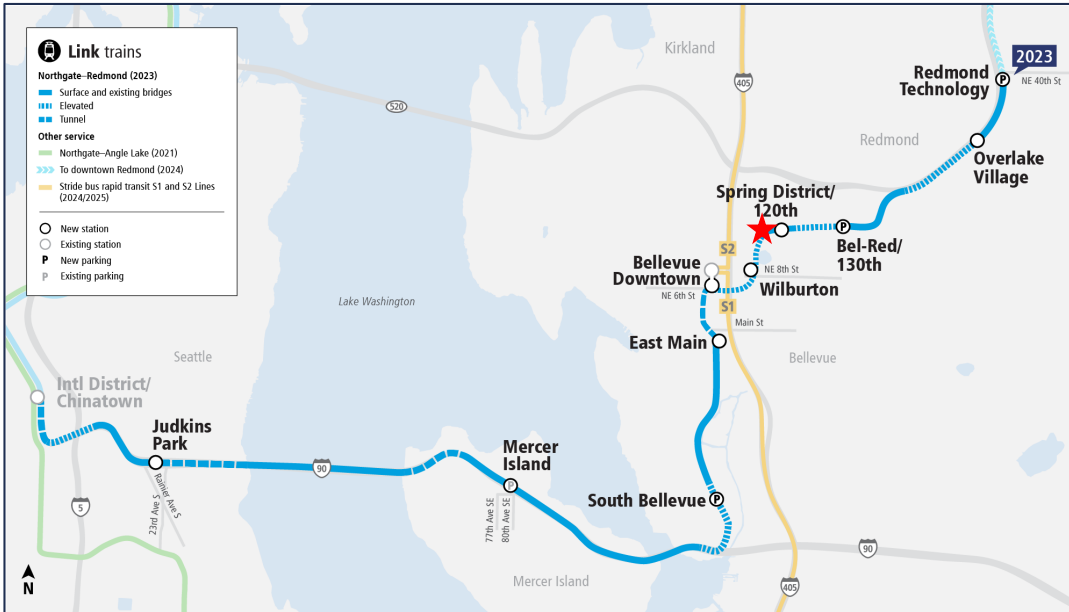 Link trains
Northgate–Redmond (2023)
Surface and existing bridges
Elevated
Tunnel
Other service
Northgate–Angle Lake (2021)
To downtown Redmond (2024)
Stride bus rapid transit S1 and S2 Lines
(2024/2025)
New station
Existing station
P New parking
P Existing parking
Kirkland
405
520
2023
Redmond
Technology
P
NE 40th St
Redmond
Overlake
Village
Spring District/
120th
P
Bel-Red/
130th
S2
Bellevue
Downtown
NE 8th St
Wilburton
NE 6th St
S1
Main St
East Main
Bellevue
Lake Washington
Seattle
Intl District/
Chinatown
Judkins
Park
90
Mercer
Island
P
South Bellevue
P
5
23rd Ave S
Rainier Ave S
77th Ave SE
80th Ave SE
90
Mercer Island
405
N